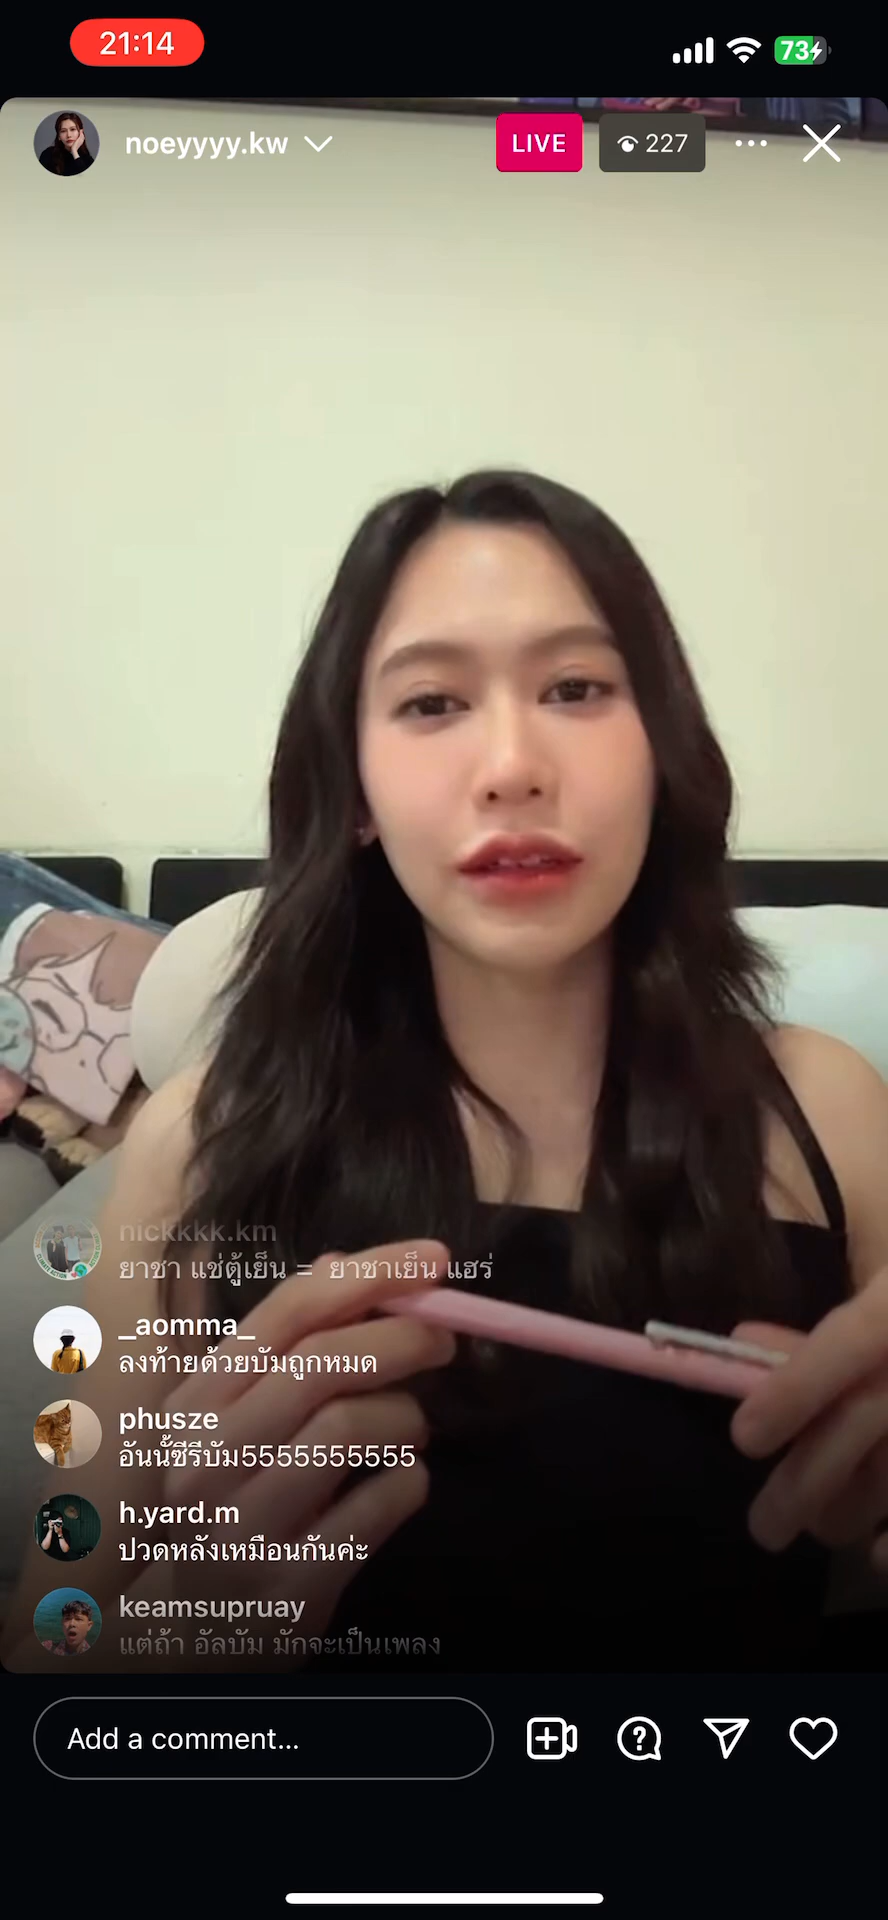 21:14
73
noeyyyy.kw
LIVE
227
nickkkk.km
ยาชา แช่ตู้เย็น = ยาชาเย็น แฮร่
_aomma_
ลงท้ายด้วยบัมถูกหมด
phusze
อันนั้ซีรีบัม5555555555
h.yard.m
ปวดหลังเหมือนกันค่ะ
keamsupruay
แต่ถ้า อัลบัม มักจะเป็นเพลง
Add a comment...